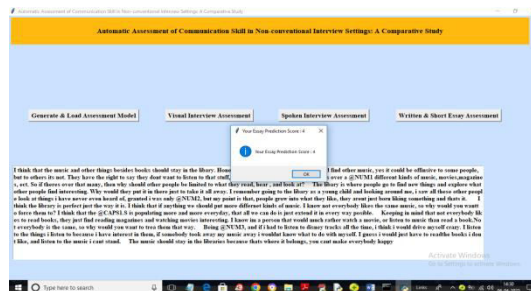 Automatic Assessment of Communication Skill in Non-conventional Interview Settings: A Comparative Study
Automatic Assessment of Communication Skill in Non-conventional Interview Settings: A Comparative Study
Generate & Load Assessment Model
Visual Interview Assessment
Spoken Interview Assessment
Written & Short Essay Assessment
Your Essay Prediction Score : 4
Your Essay Prediction Score : 4
OK
I think that the music and other things besides books should stay in the library. find other music, yes it could be offensive to some people,
but to others its not. They have the right to say they dont want to listen to that stuff, over a @NUM1 different kinds of music, movies,magazine
s, ect. So if theres over that many, then why should other people be limited to what they read, hear, and look at? The library is where people go to find new things and explore what
other people find interesting. Why would they put it in there just to take it all away. I remember going to the library as a young child and looking around me, i saw all these other peopl
e look at things i have never even heard of, granted i was only @NUM2, but my point is that, people grew into what they like, they arent just born liking something and thats it. I
think the library is perfect just the way it is. I think that if anything we should put more different kinds of music. I know not everybody likes the same music, so why would you want
o force them to? I think that the @CAPS1.S is populating more and more everyday, that all we can do is just extend it in every way posible. Keeping in mind that not everybody lik
es to read books, they just find reading magazines and watching movies interesting. I know im a person that would much rather watch a movie, or listen to music than read a book.No
t everybody is the same, so why would you want to trea them that way. Being @NUM3, and if i had to listen to disney tracks all the time, i think i would drive myself crazy. I listen
to the things i listen to because i have interest in them, if somebody took away my music away i wouldnt know what to do with myself. I guess i would just have to readthe books i don
t like, and listen to the music i cant stand. The music should stay in the libraries because thats where it belongs, you cant make everybody happy
Activate Windows
Go to Settings to activate Windows.
Type here to search
Links
14:30